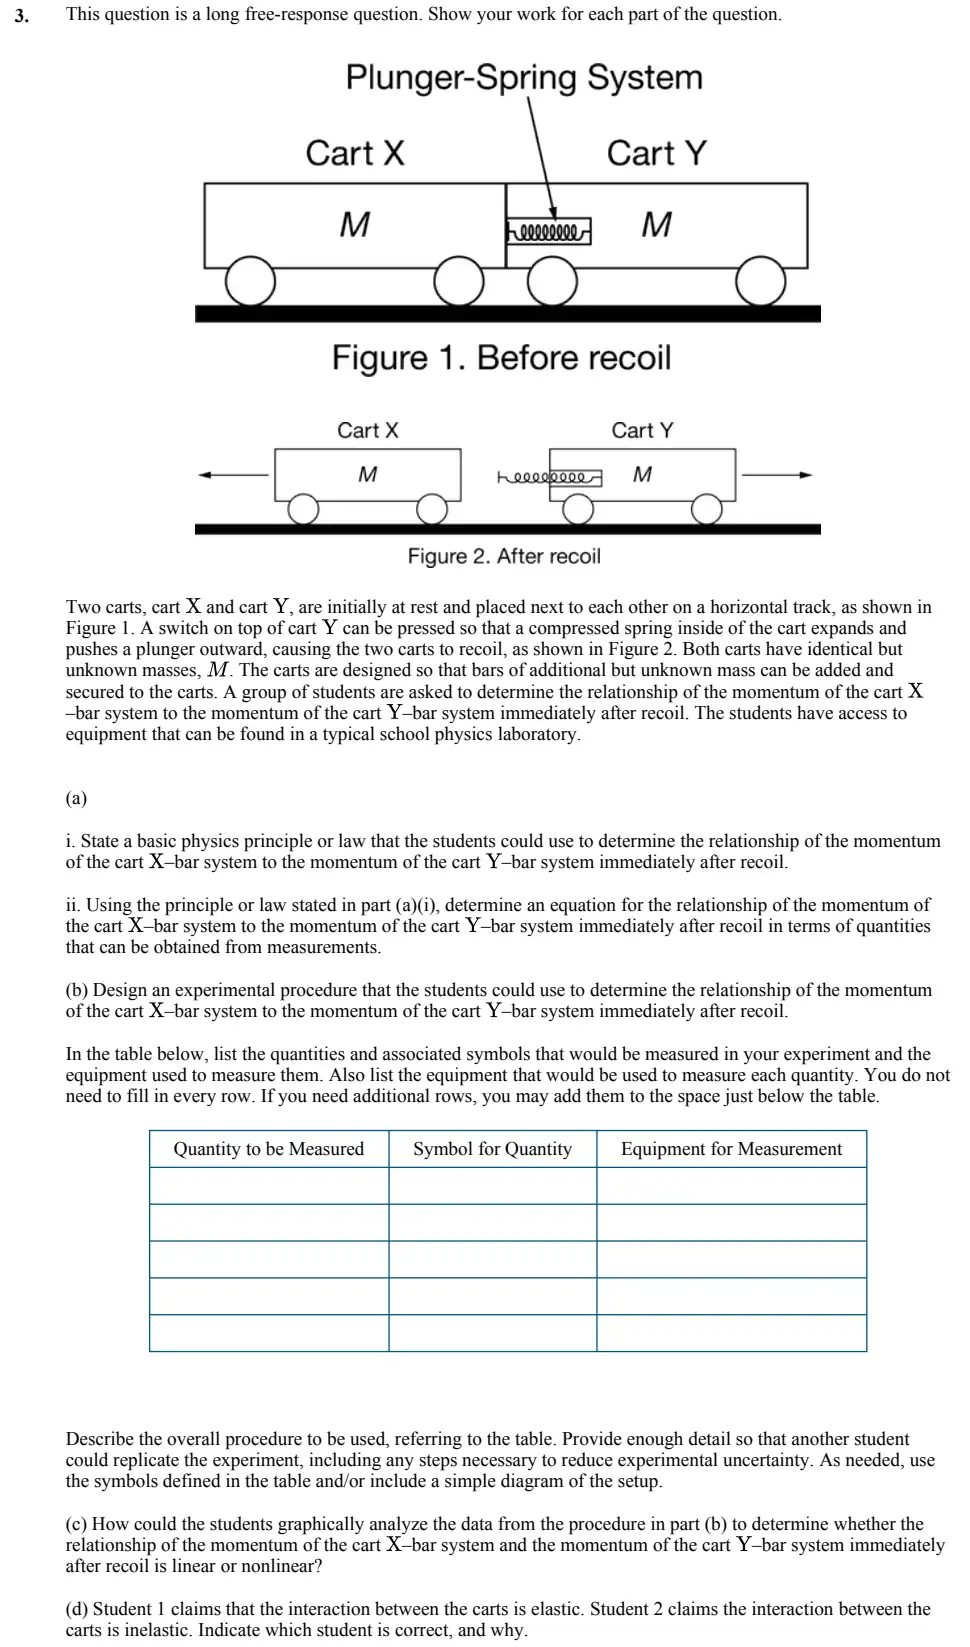 3. This question is a long free-response question. Show your work for each part of the question.
Plunger-Spring System
Cart X Cart Y
M M
Figure 1. Before recoil
Cart X Cart Y
M M
Figure 2. After recoil
Two carts, cart X and cart Y, are initially at rest and placed next to each other on a horizontal track, as shown in
Figure 1. A switch on top of cart Y can be pressed so that a compressed spring inside of the cart expands and
pushes a plunger outward, causing the two carts to recoil, as shown in Figure 2. Both carts have identical but
unknown masses, M. The carts are designed so that bars of additional but unknown mass can be added and
secured to the carts. A group of students are asked to determine the relationship of the momentum of the cart X
–bar system to the momentum of the cart Y–bar system immediately after recoil. The students have access to
equipment that can be found in a typical school physics laboratory.
(a)
i. State a basic physics principle or law that the students could use to determine the relationship of the momentum
of the cart X–bar system to the momentum of the cart Y–bar system immediately after recoil.
ii. Using the principle or law stated in part (a)(i), determine an equation for the relationship of the momentum of
the cart X–bar system to the momentum of the cart Y–bar system immediately after recoil in terms of quantities
that can be obtained from measurements.
(b) Design an experimental procedure that the students could use to determine the relationship of the momentum
of the cart X–bar system to the momentum of the cart Y–bar system immediately after recoil.
In the table below, list the quantities and associated symbols that would be measured in your experiment and the
equipment used to measure them. Also list the equipment that would be used to measure each quantity. You do not
need to fill in every row. If you need additional rows, you may add them to the space just below the table.
Quantity to be Measured Symbol for Quantity Equipment for Measurement
Describe the overall procedure to be used, referring to the table. Provide enough detail so that another student
could replicate the experiment, including any steps necessary to reduce experimental uncertainty. As needed, use
the symbols defined in the table and/or include a simple diagram of the setup.
(c) How could the students graphically analyze the data from the procedure in part (b) to determine whether the
relationship of the momentum of the cart X–bar system and the momentum of the cart Y–bar system immediately
after recoil is linear or nonlinear?
(d) Student 1 claims that the interaction between the carts is elastic. Student 2 claims the interaction between the
carts is inelastic. Indicate which student is correct, and why.